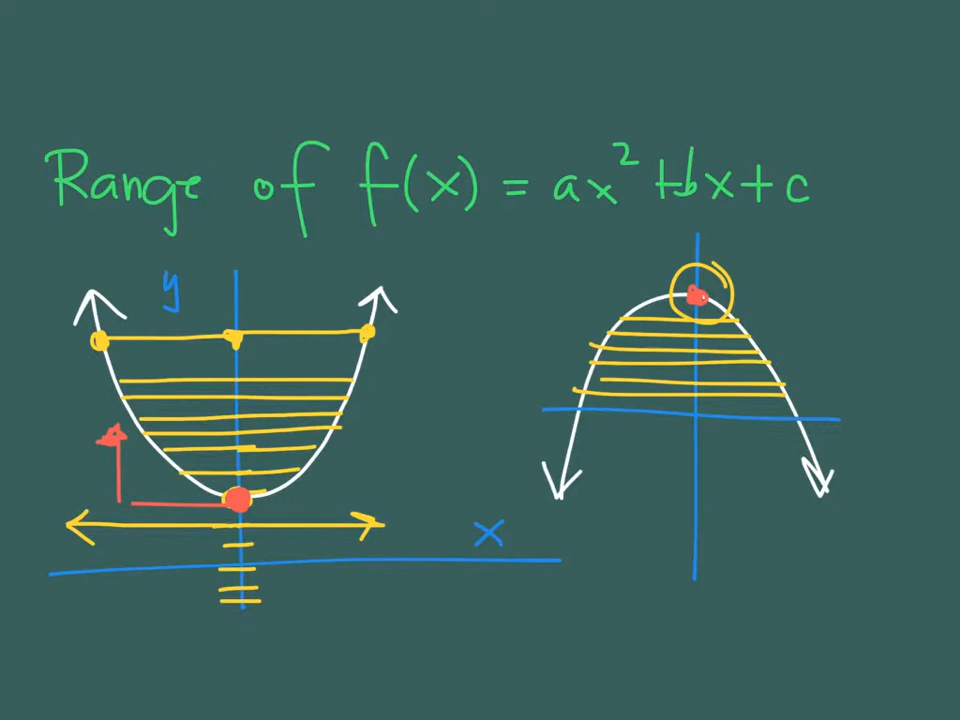 Range of f(x) = ax² + bx + c
y
x